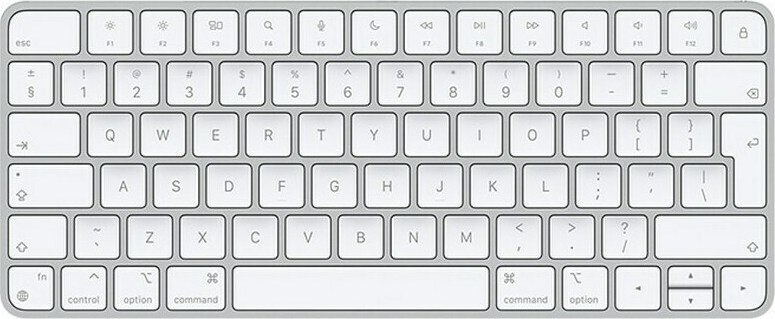 esc F1 F2 F3 F4 F5 F6 F7 F8 F9 F10 F11 F12
± ! @ # $ % ^ & * ( ) _ +
§ 1 2 3 4 5 6 7 8 9 0 - =
Q W E R T Y U I O P { }
[ ]
A S D F G H J K L : " |
; ' \
~ Z X C V B N M < > ?
` , . /
fn
control option command command option